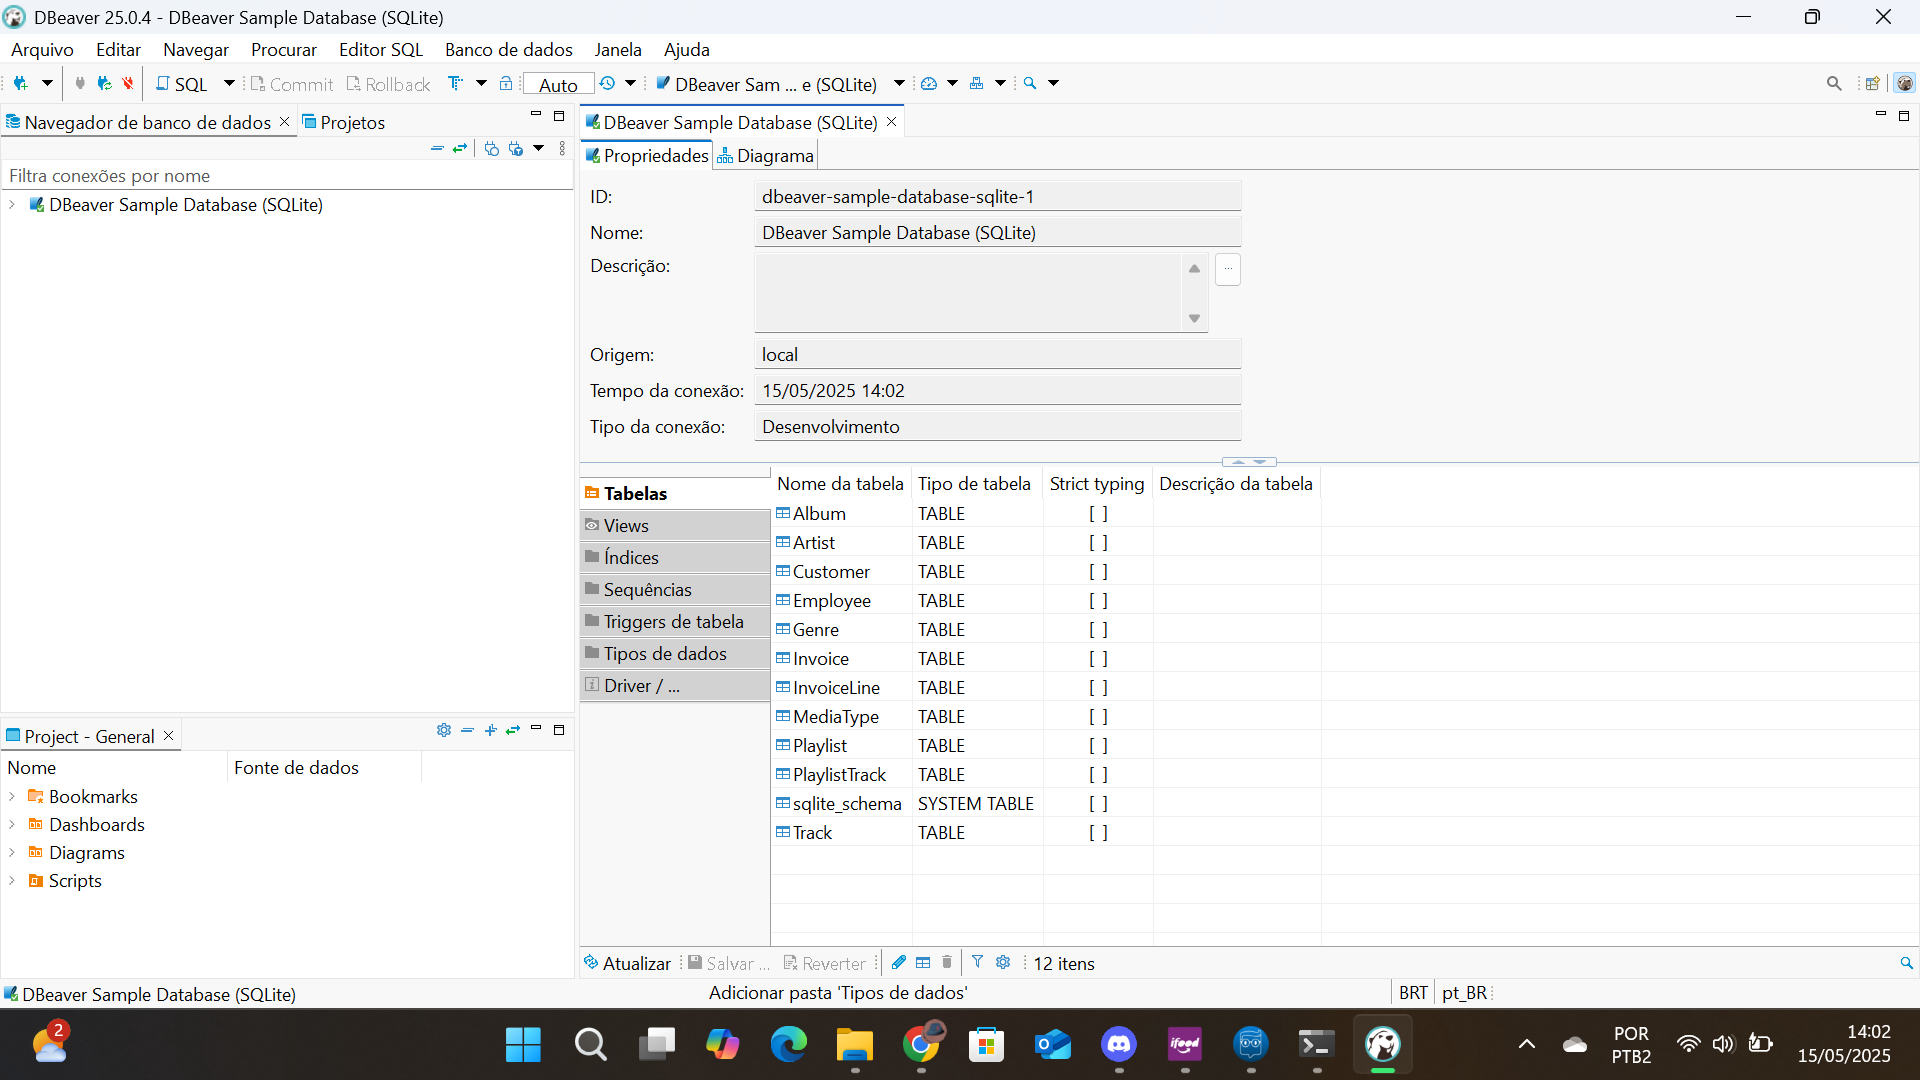 DBeaver 25.0.4 - DBeaver Sample Database (SQLite)
Arquivo Editar Navegar Procurar Editor SQL Banco de dados Janela Ajuda
SQL Commit Rollback Auto DBeaver Sam ... e (SQLite)
Navegador de banco de dados Projetos
Filtra conexões por nome
DBeaver Sample Database (SQLite)
Project - General
Nome Fonte de dados
Bookmarks
Dashboards
Diagrams
Scripts
DBeaver Sample Database (SQLite)
Propriedades Diagrama
ID: dbeaver-sample-database-sqlite-1
Nome: DBeaver Sample Database (SQLite)
Descrição:
...
Origem: local
Tempo da conexão: 15/05/2025 14:02
Tipo da conexão: Desenvolvimento
Tabelas
Views
Índices
Sequências
Triggers de tabela
Tipos de dados
Driver / ...
Nome da tabela Tipo de tabela Strict typing Descrição da tabela
Album TABLE [ ]
Artist TABLE [ ]
Customer TABLE [ ]
Employee TABLE [ ]
Genre TABLE [ ]
Invoice TABLE [ ]
InvoiceLine TABLE [ ]
MediaType TABLE [ ]
Playlist TABLE [ ]
PlaylistTrack TABLE [ ]
sqlite_schema SYSTEM TABLE [ ]
Track TABLE [ ]
Atualizar Salvar ... Reverter 12 itens
DBeaver Sample Database (SQLite) Adicionar pasta 'Tipos de dados' BRT pt_BR
2
ifood
POR
PTB2
14:02
15/05/2025